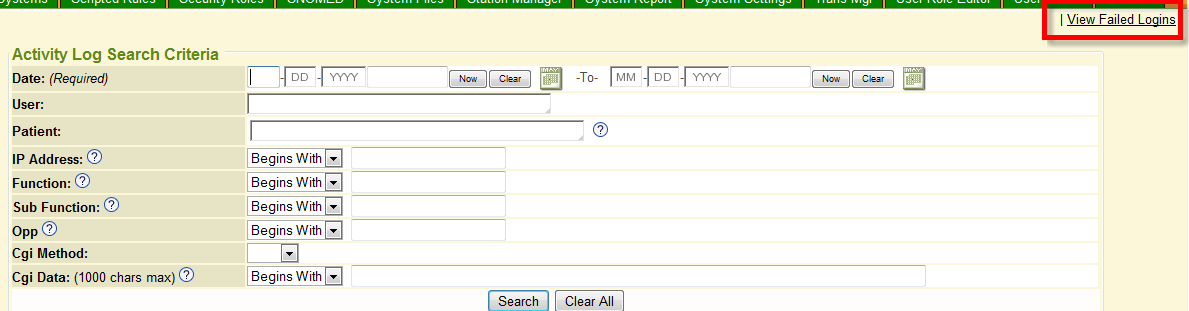 Systems Scripted Rules Security Roles SNOMED System Files Station Manager System Report System Settings Trans Mgr User Role Editor
| View Failed Logins
Activity Log Search Criteria
Date: (Required) - DD - YYYY Now Clear MAY -To- MM - DD - YYYY Now Clear MAY
User:
Patient: ?
IP Address: ? Begins With
Function: ? Begins With
Sub Function: ? Begins With
Opp ? Begins With
Cgi Method:
Cgi Data: (1000 chars max) ? Begins With
Search Clear All